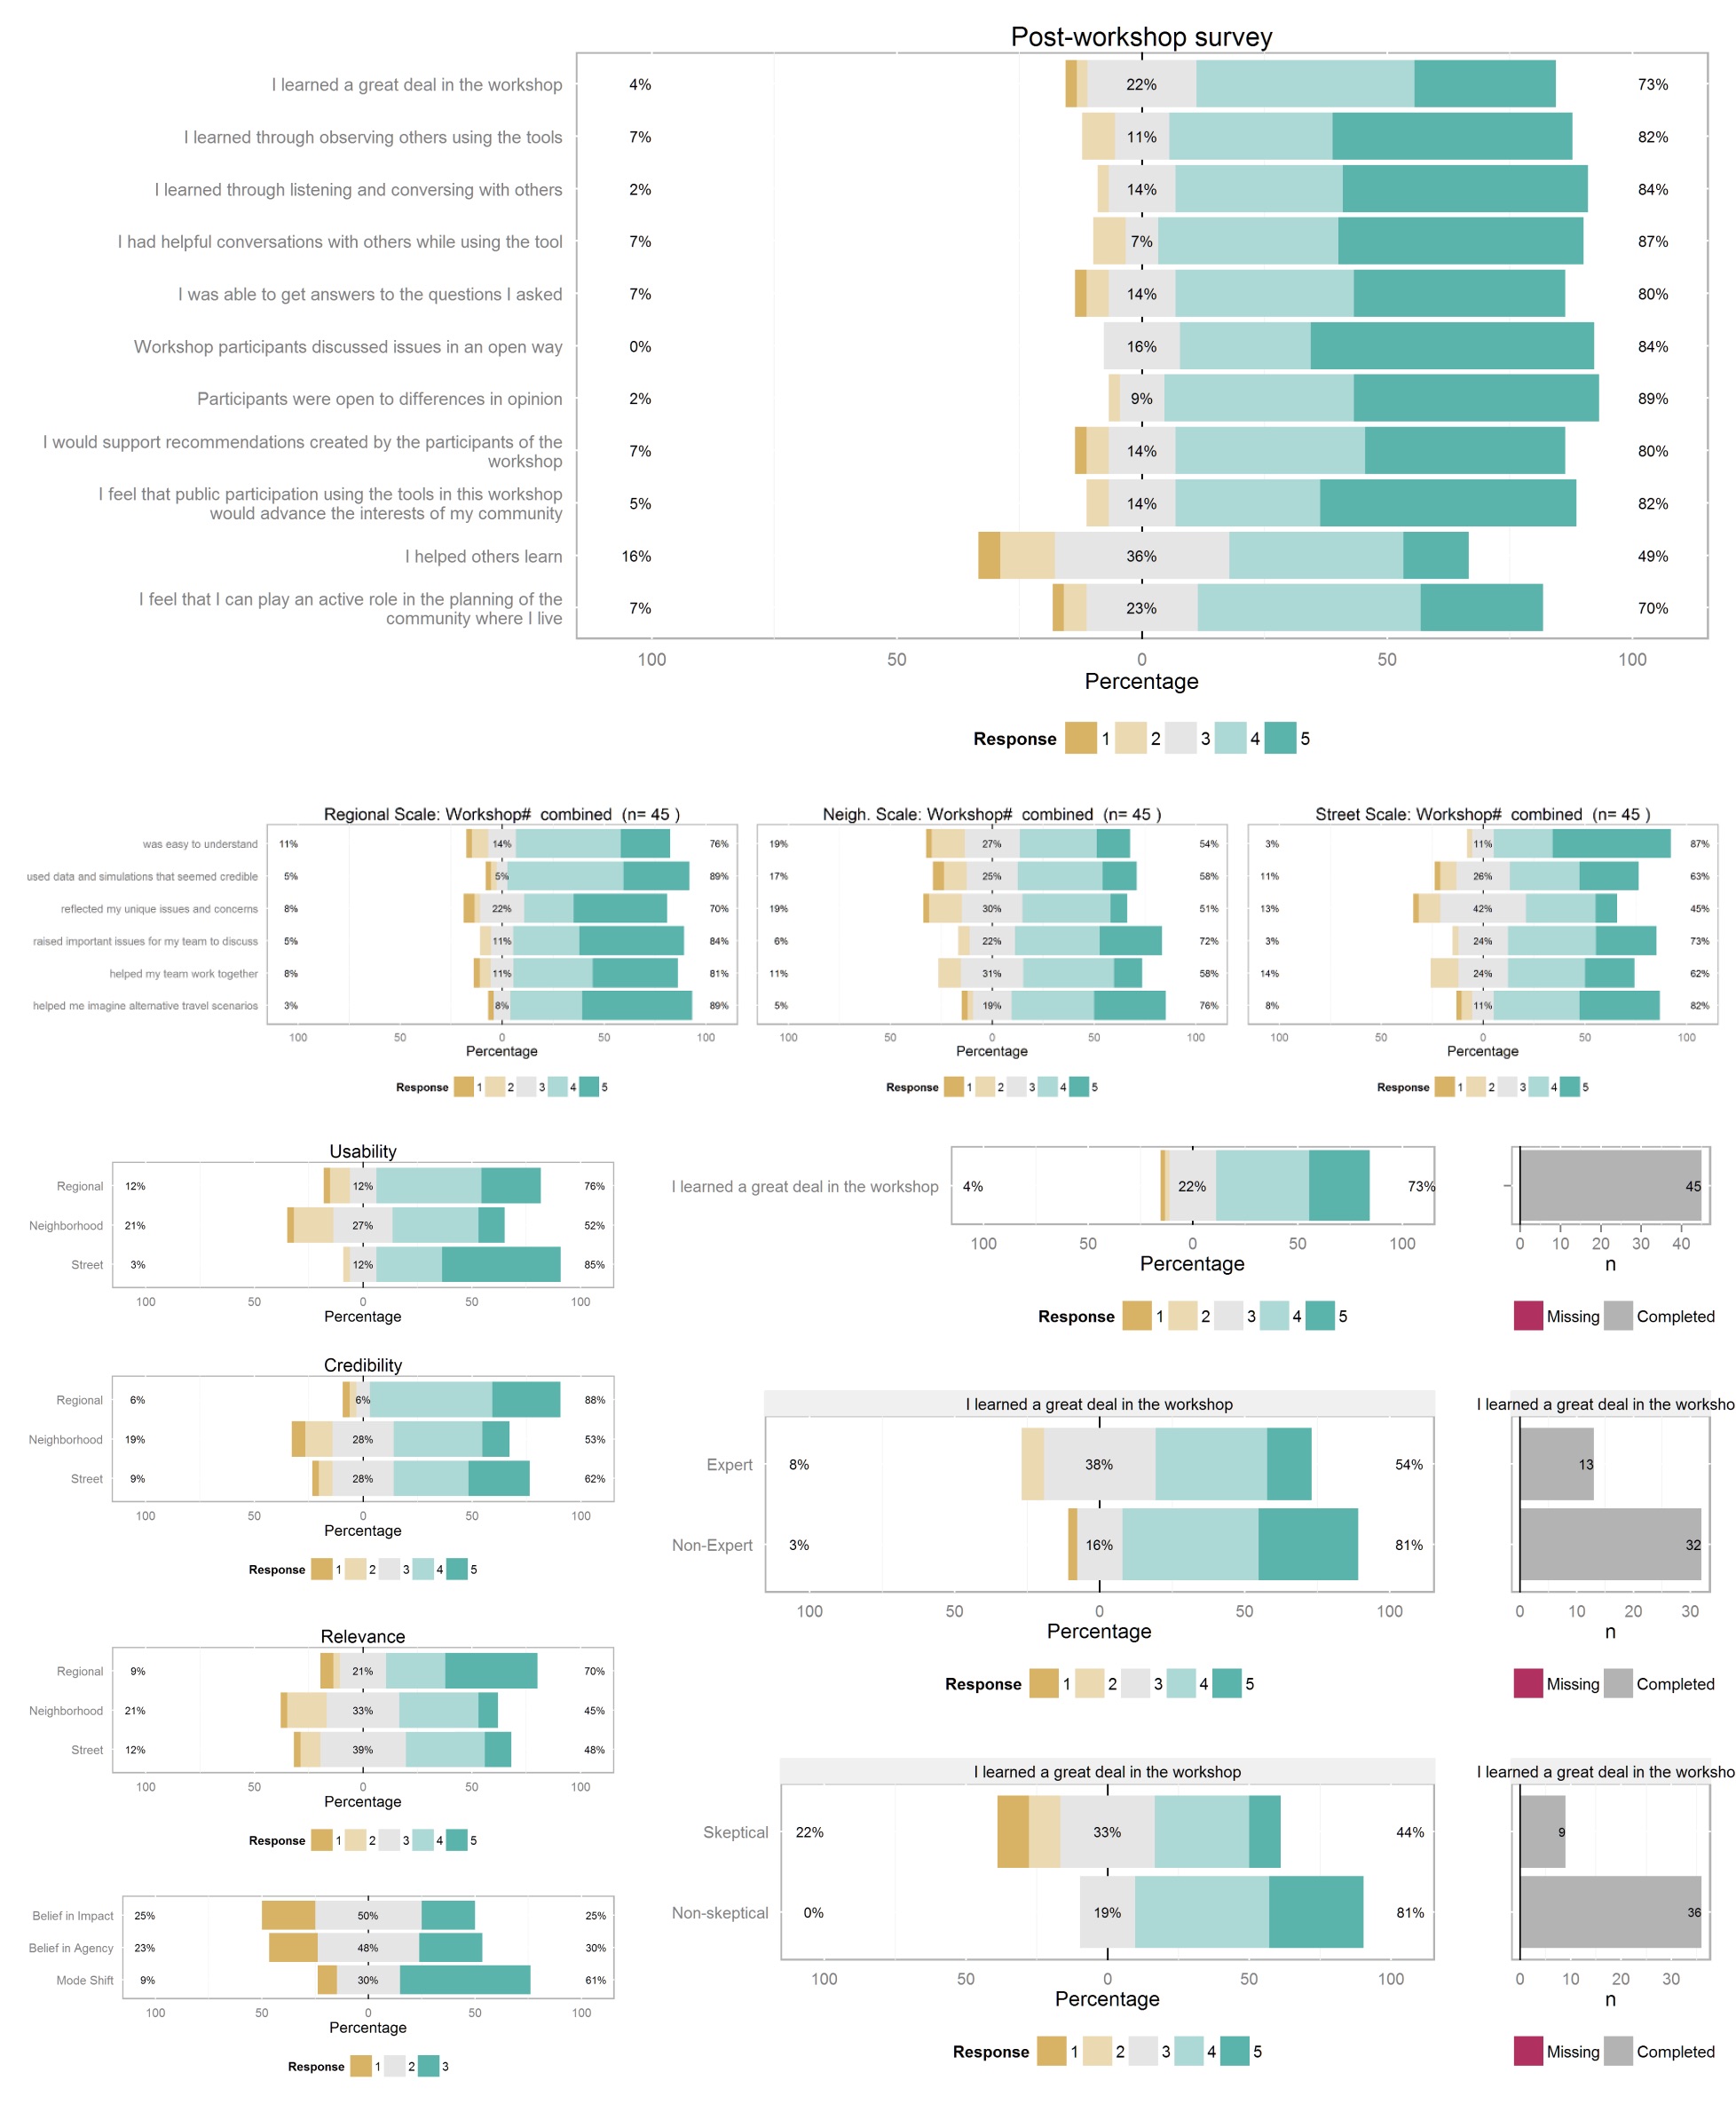 Post-workshop survey
I learned a great deal in the workshop 4% 22% 73%
I learned through observing others using the tools 7% 11% 82%
I learned through listening and conversing with others 2% 14% 84%
I had helpful conversations with others while using the tool 7% 7% 87%
I was able to get answers to the questions I asked 7% 14% 80%
Workshop participants discussed issues in an open way 0% 16% 84%
Participants were open to differences in opinion 2% 9% 89%
I would support recommendations created by the participants of the
workshop 7% 14% 80%
I feel that public participation using the tools in this workshop
would advance the interests of my community 5% 14% 82%
I helped others learn 16% 36% 49%
I feel that I can play an active role in the planning of the
community where I live 7% 23% 70%
100 50 0 50 100
Percentage
Response 1 2 3 4 5
Regional Scale: Workshop# combined (n= 45 )
was easy to understand 11% 14% 76%
used data and simulations that seemed credible 5% 5% 89%
reflected my unique issues and concerns 8% 22% 70%
raised important issues for my team to discuss 5% 11% 84%
helped my team work together 8% 11% 81%
helped me imagine alternative travel scenarios 3% 8% 89%
100 50 0 50 100
Percentage
Response 1 2 3 4 5
Neigh. Scale: Workshop# combined (n= 45 )
19% 27% 54%
17% 25% 58%
19% 30% 51%
6% 22% 72%
11% 31% 58%
5% 19% 76%
100 50 0 50 100
Percentage
Response 1 2 3 4 5
Street Scale: Workshop# combined (n= 45 )
3% 11% 87%
11% 26% 63%
13% 42% 45%
3% 24% 73%
14% 24% 62%
8% 11% 82%
100 50 0 50 100
Percentage
Response 1 2 3 4 5
Usability
Regional 12% 12% 76%
Neighborhood 21% 27% 52%
Street 3% 12% 85%
100 50 0 50 100
Percentage
Credibility
Regional 6% 6% 88%
Neighborhood 19% 28% 53%
Street 9% 28% 62%
100 50 0 50 100
Percentage
Response 1 2 3 4 5
Relevance
Regional 9% 21% 70%
Neighborhood 21% 33% 45%
Street 12% 39% 48%
100 50 0 50 100
Percentage
Response 1 2 3 4 5
Belief in Impact 25% 50% 25%
Belief in Agency 23% 48% 30%
Mode Shift 9% 30% 61%
100 50 0 50 100
Percentage
Response 1 2 3
I learned a great deal in the workshop 4% 22% 73%
100 50 0 50 100
Percentage
Response 1 2 3 4 5
45
0 10 20 30 40
n
Missing Completed
I learned a great deal in the workshop
Expert 8% 38% 54%
Non-Expert 3% 16% 81%
100 50 0 50 100
Percentage
Response 1 2 3 4 5
I learned a great deal in the worksho
13
32
0 10 20 30
n
Missing Completed
I learned a great deal in the workshop
Skeptical 22% 33% 44%
Non-skeptical 0% 19% 81%
100 50 0 50 100
Percentage
Response 1 2 3 4 5
I learned a great deal in the worksho
9
36
0 10 20 30
n
Missing Completed